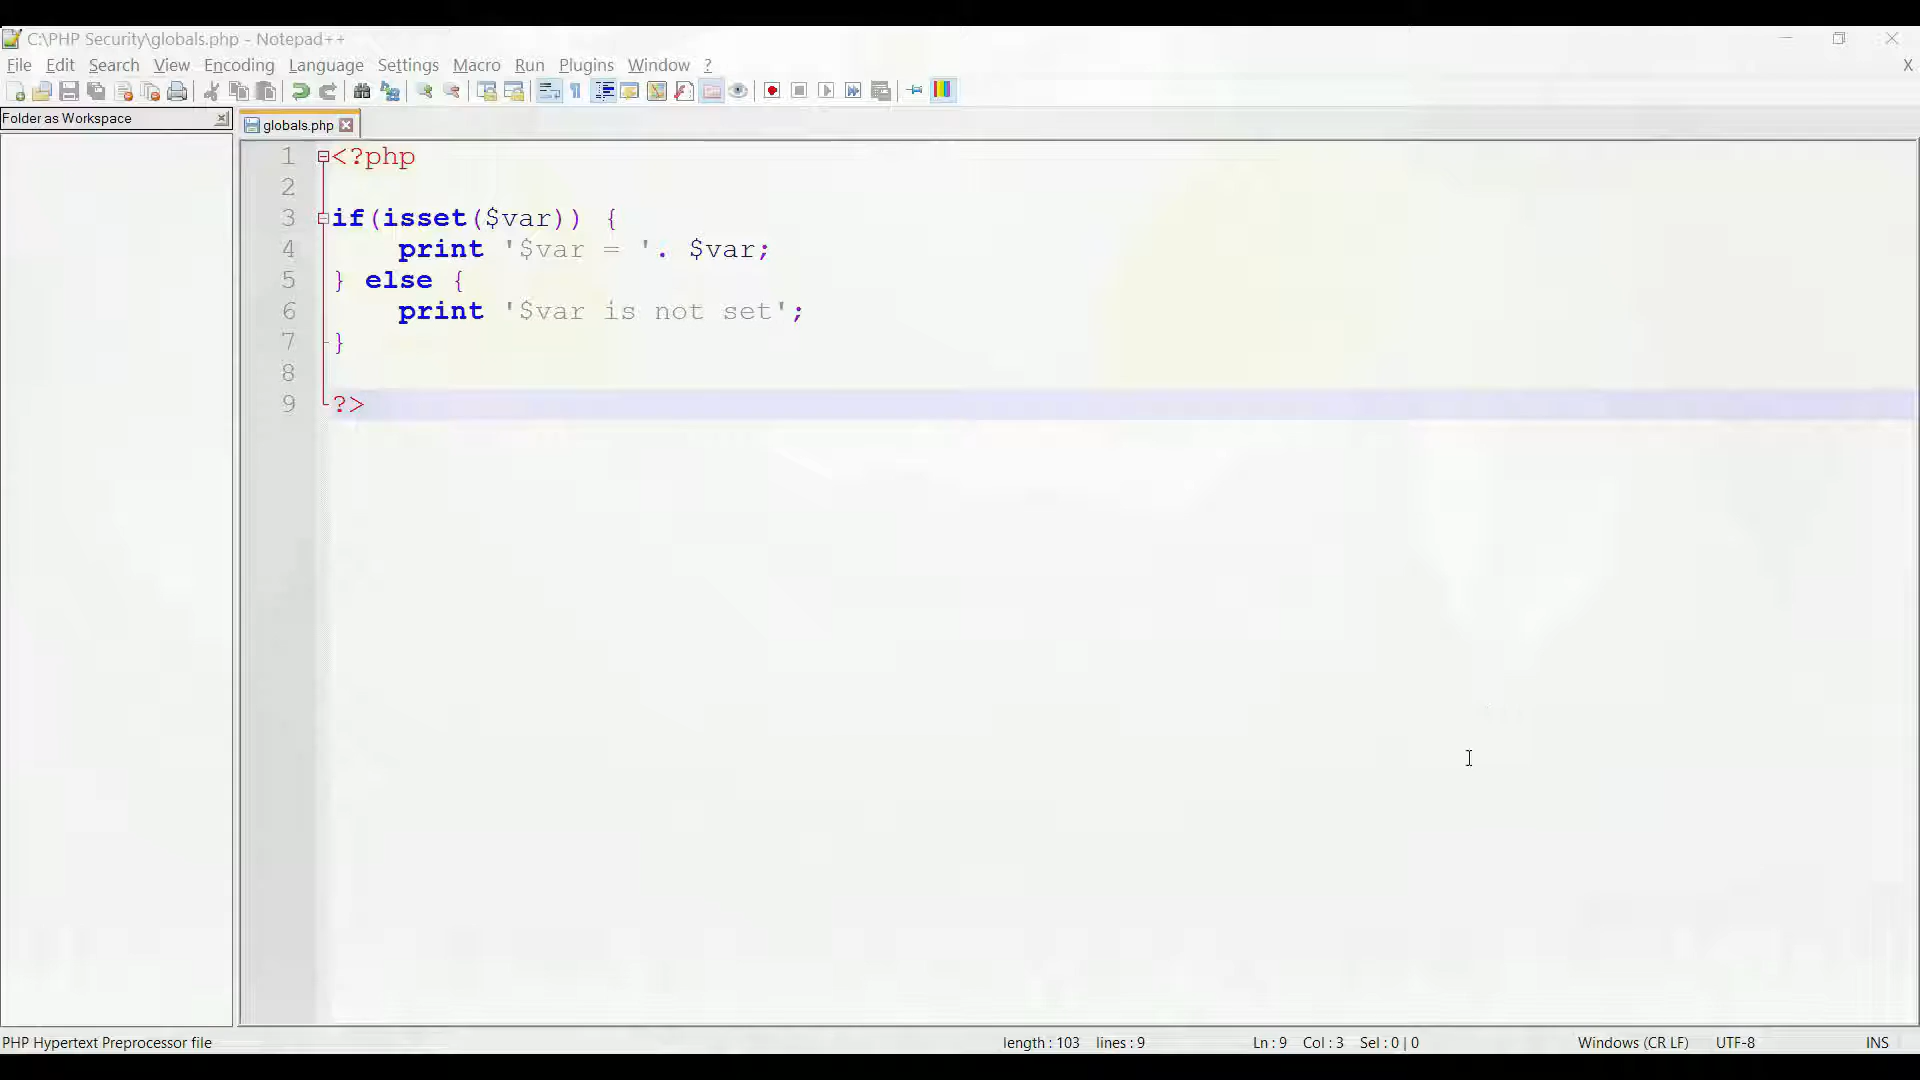 C:\PHP Security\globals.php - Notepad++
File Edit Search View Encoding Language Settings Macro Run Plugins Window ? X
Folder as Workspace
globals.php
1 <?php
2
3 if(isset($var)) {
4 print '$var = '. $var;
5 } else {
6 print '$var is not set';
7 }
8
9 ?>
PHP Hypertext Preprocessor file length : 103 lines : 9 Ln : 9 Col : 3 Sel : 0 | 0 Windows (CR LF) UTF-8 INS